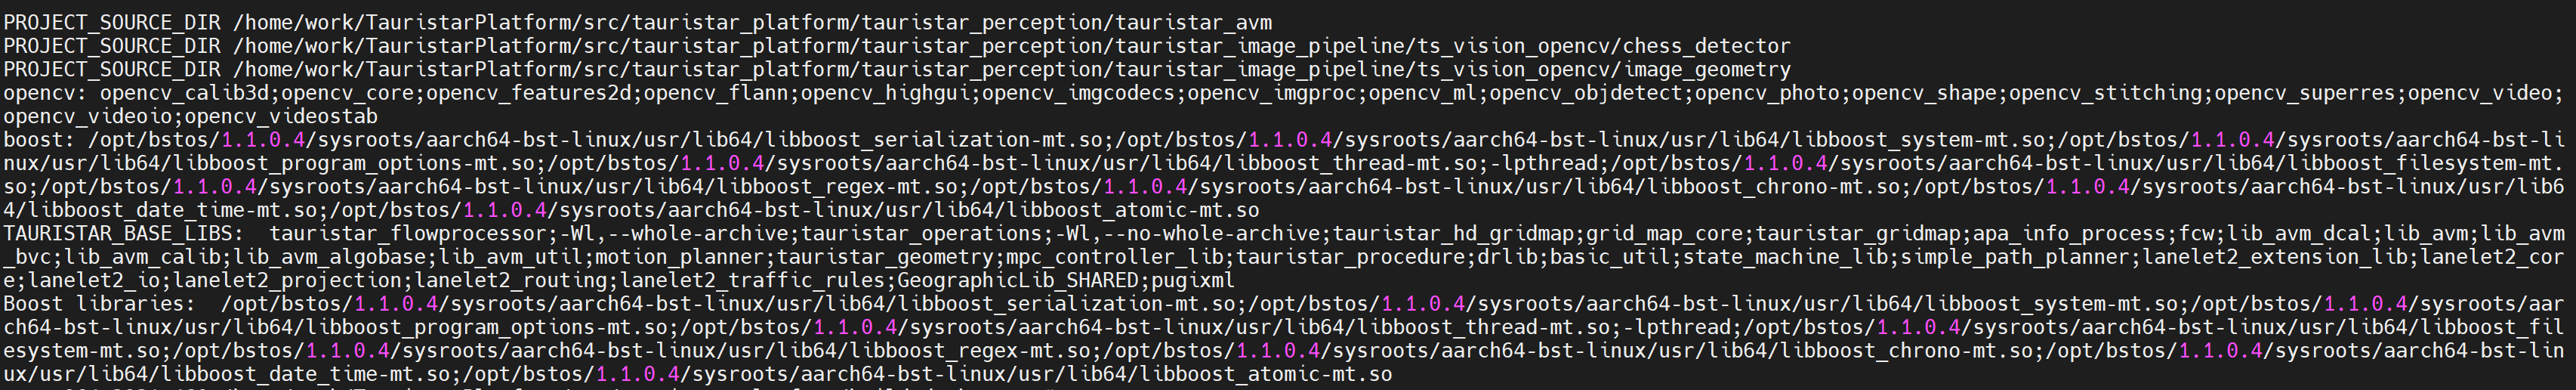 PROJECT_SOURCE_DIR /home/work/TauristarPlatform/src/tauristar_platform/tauristar_perception/tauristar_avm
PROJECT_SOURCE_DIR /home/work/TauristarPlatform/src/tauristar_platform/tauristar_perception/tauristar_image_pipeline/ts_vision_opencv/chess_detector
PROJECT_SOURCE_DIR /home/work/TauristarPlatform/src/tauristar_platform/tauristar_perception/tauristar_image_pipeline/ts_vision_opencv/image_geometry
opencv: opencv_calib3d;opencv_core;opencv_features2d;opencv_flann;opencv_highgui;opencv_imgcodecs;opencv_imgproc;opencv_ml;opencv_objdetect;opencv_photo;opencv_shape;opencv_stitching;opencv_superres;opencv_video;
opencv_videoio;opencv_videostab
boost: /opt/bstos/1.1.0.4/sysroots/aarch64-bst-linux/usr/lib64/libboost_serialization-mt.so;/opt/bstos/1.1.0.4/sysroots/aarch64-bst-linux/usr/lib64/libboost_system-mt.so;/opt/bstos/1.1.0.4/sysroots/aarch64-bst-li
nux/usr/lib64/libboost_program_options-mt.so;/opt/bstos/1.1.0.4/sysroots/aarch64-bst-linux/usr/lib64/libboost_thread-mt.so;-lpthread;/opt/bstos/1.1.0.4/sysroots/aarch64-bst-linux/usr/lib64/libboost_filesystem-mt.
so;/opt/bstos/1.1.0.4/sysroots/aarch64-bst-linux/usr/lib64/libboost_regex-mt.so;/opt/bstos/1.1.0.4/sysroots/aarch64-bst-linux/usr/lib64/libboost_chrono-mt.so;/opt/bstos/1.1.0.4/sysroots/aarch64-bst-linux/usr/lib6
4/libboost_date_time-mt.so;/opt/bstos/1.1.0.4/sysroots/aarch64-bst-linux/usr/lib64/libboost_atomic-mt.so
TAURISTAR_BASE_LIBS:  tauristar_flowprocessor;-Wl,--whole-archive;tauristar_operations;-Wl,--no-whole-archive;tauristar_hd_gridmap;grid_map_core;tauristar_gridmap;apa_info_process;fcw;lib_avm_dcal;lib_avm;lib_avm
_bvc;lib_avm_calib;lib_avm_algobase;lib_avm_util;motion_planner;tauristar_geometry;mpc_controller_lib;tauristar_procedure;drlib;basic_util;state_machine_lib;simple_path_planner;lanelet2_extension_lib;lanelet2_cor
e;lanelet2_io;lanelet2_projection;lanelet2_routing;lanelet2_traffic_rules;GeographicLib_SHARED;pugixml
Boost libraries:  /opt/bstos/1.1.0.4/sysroots/aarch64-bst-linux/usr/lib64/libboost_serialization-mt.so;/opt/bstos/1.1.0.4/sysroots/aarch64-bst-linux/usr/lib64/libboost_system-mt.so;/opt/bstos/1.1.0.4/sysroots/aar
ch64-bst-linux/usr/lib64/libboost_program_options-mt.so;/opt/bstos/1.1.0.4/sysroots/aarch64-bst-linux/usr/lib64/libboost_thread-mt.so;-lpthread;/opt/bstos/1.1.0.4/sysroots/aarch64-bst-linux/usr/lib64/libboost_fil
esystem-mt.so;/opt/bstos/1.1.0.4/sysroots/aarch64-bst-linux/usr/lib64/libboost_regex-mt.so;/opt/bstos/1.1.0.4/sysroots/aarch64-bst-linux/usr/lib64/libboost_chrono-mt.so;/opt/bstos/1.1.0.4/sysroots/aarch64-bst-lin
ux/usr/lib64/libboost_date_time-mt.so;/opt/bstos/1.1.0.4/sysroots/aarch64-bst-linux/usr/lib64/libboost_atomic-mt.so